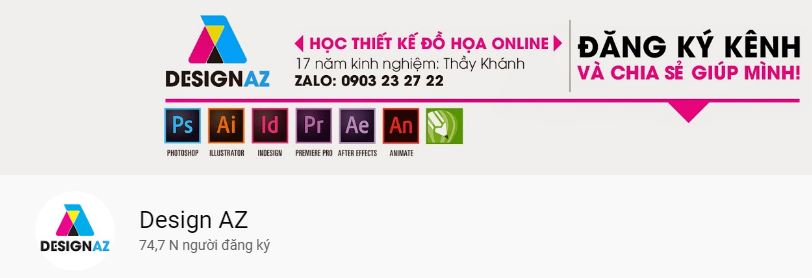 DESIGNAZ
HỌC THIẾT KẾ ĐỒ HỌA ONLINE
17 năm kinh nghiệm: Thầy Khánh
ZALO: 0903 23 27 22
ĐĂNG KÝ KÊNH
VÀ CHIA SẺ GIÚP MÌNH!
Ps Ai Id Pr Ae An
PHOTOSHOP ILLUSTRATOR INDESIGN PREMIERE PRO AFTER EFFECTS ANIMATE
DESIGNAZ
Design AZ
74,7 N người đăng ký